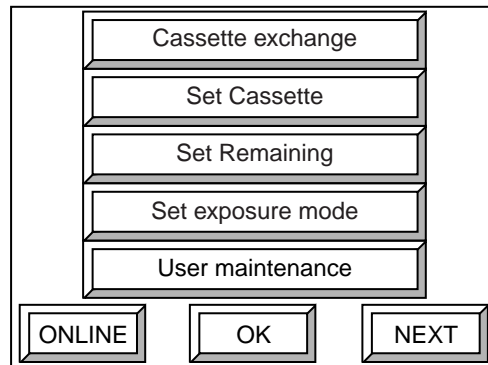 Cassette exchange
Set Cassette
Set Remaining
Set exposure mode
User maintenance
ONLINE OK NEXT